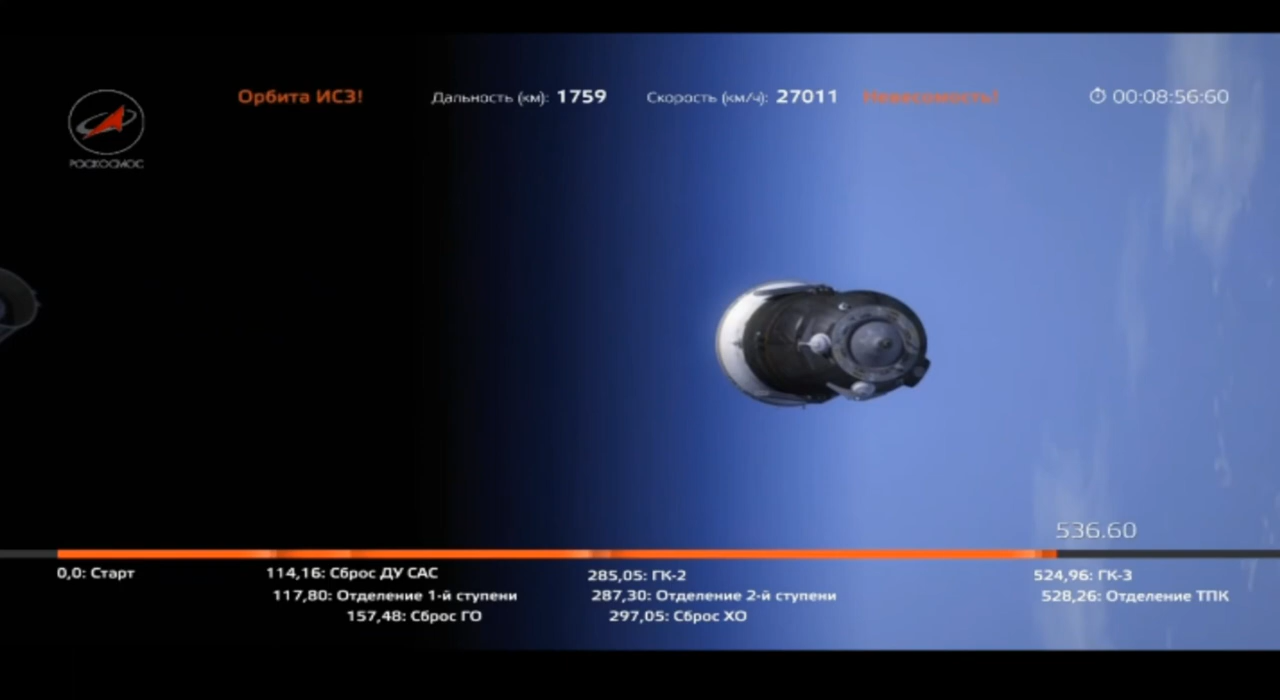 Орбита ИСЗ!
Дальность (км): 1759
Скорость (км/ч): 27011
Невесомость!
00:08:56:60
РОСКОСМОС
536.60
0,0: Старт
114,16: Сброс ДУ САС
285,05: ГК-2
524,96: ГК-3
117,80: Отделение 1-й ступени
287,30: Отделение 2-й ступени
528,26: Отделение ТПК
157,48: Сброс ГО
297,05: Сброс ХО